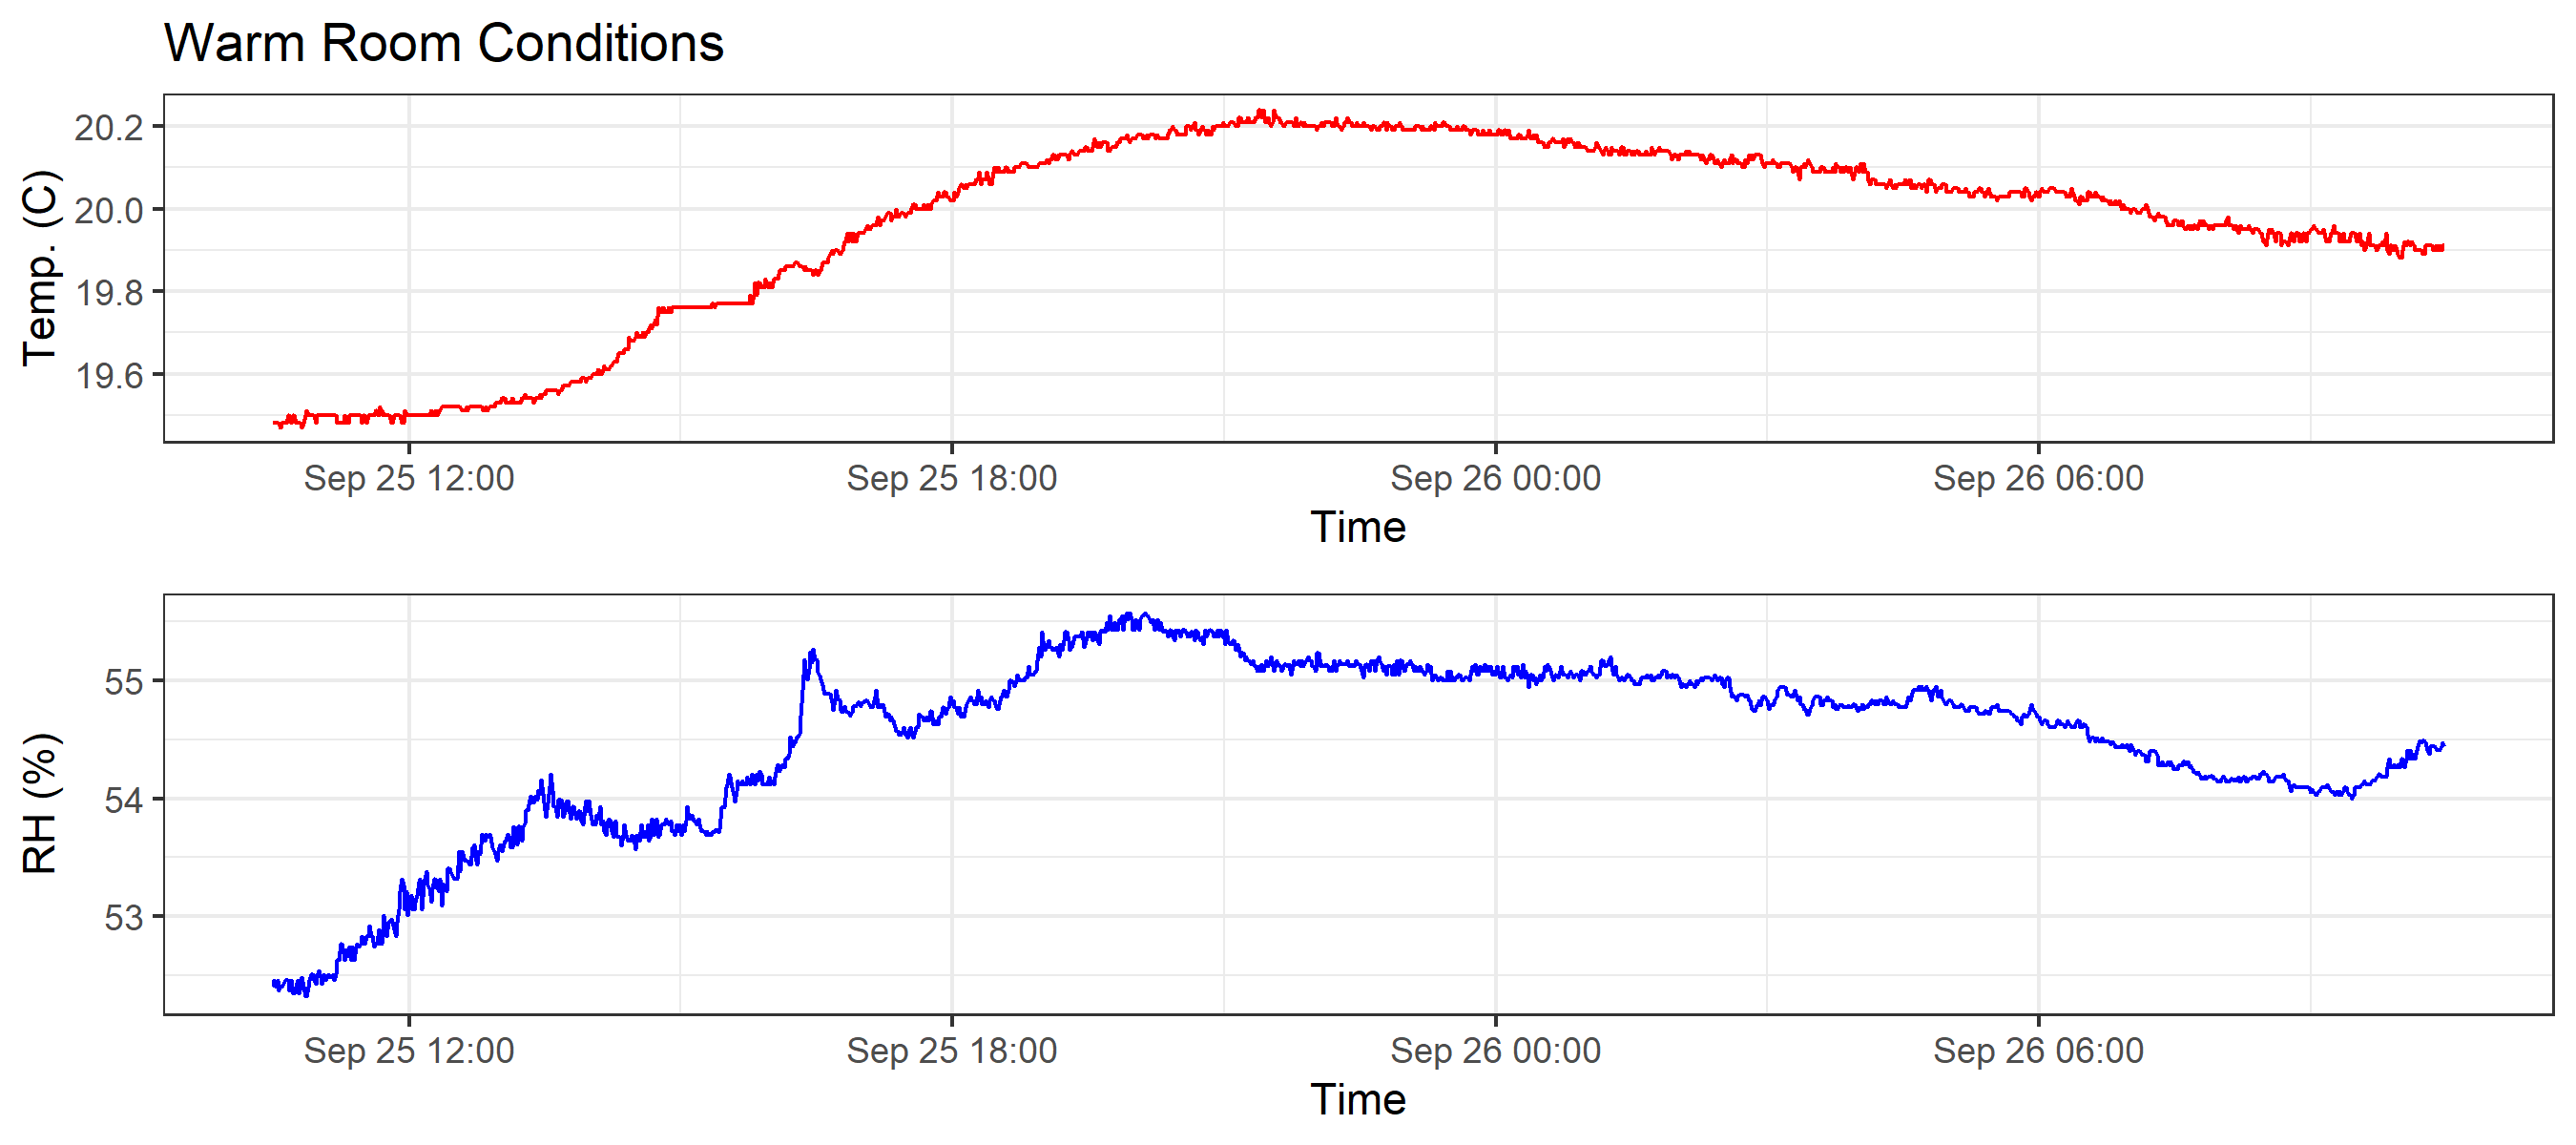 Warm Room Conditions
Temp. (C)
20.2
20.0
19.8
19.6
Sep 25 12:00 Sep 25 18:00 Sep 26 00:00 Sep 26 06:00
Time
RH (%)
55
54
53
Sep 25 12:00 Sep 25 18:00 Sep 26 00:00 Sep 26 06:00
Time